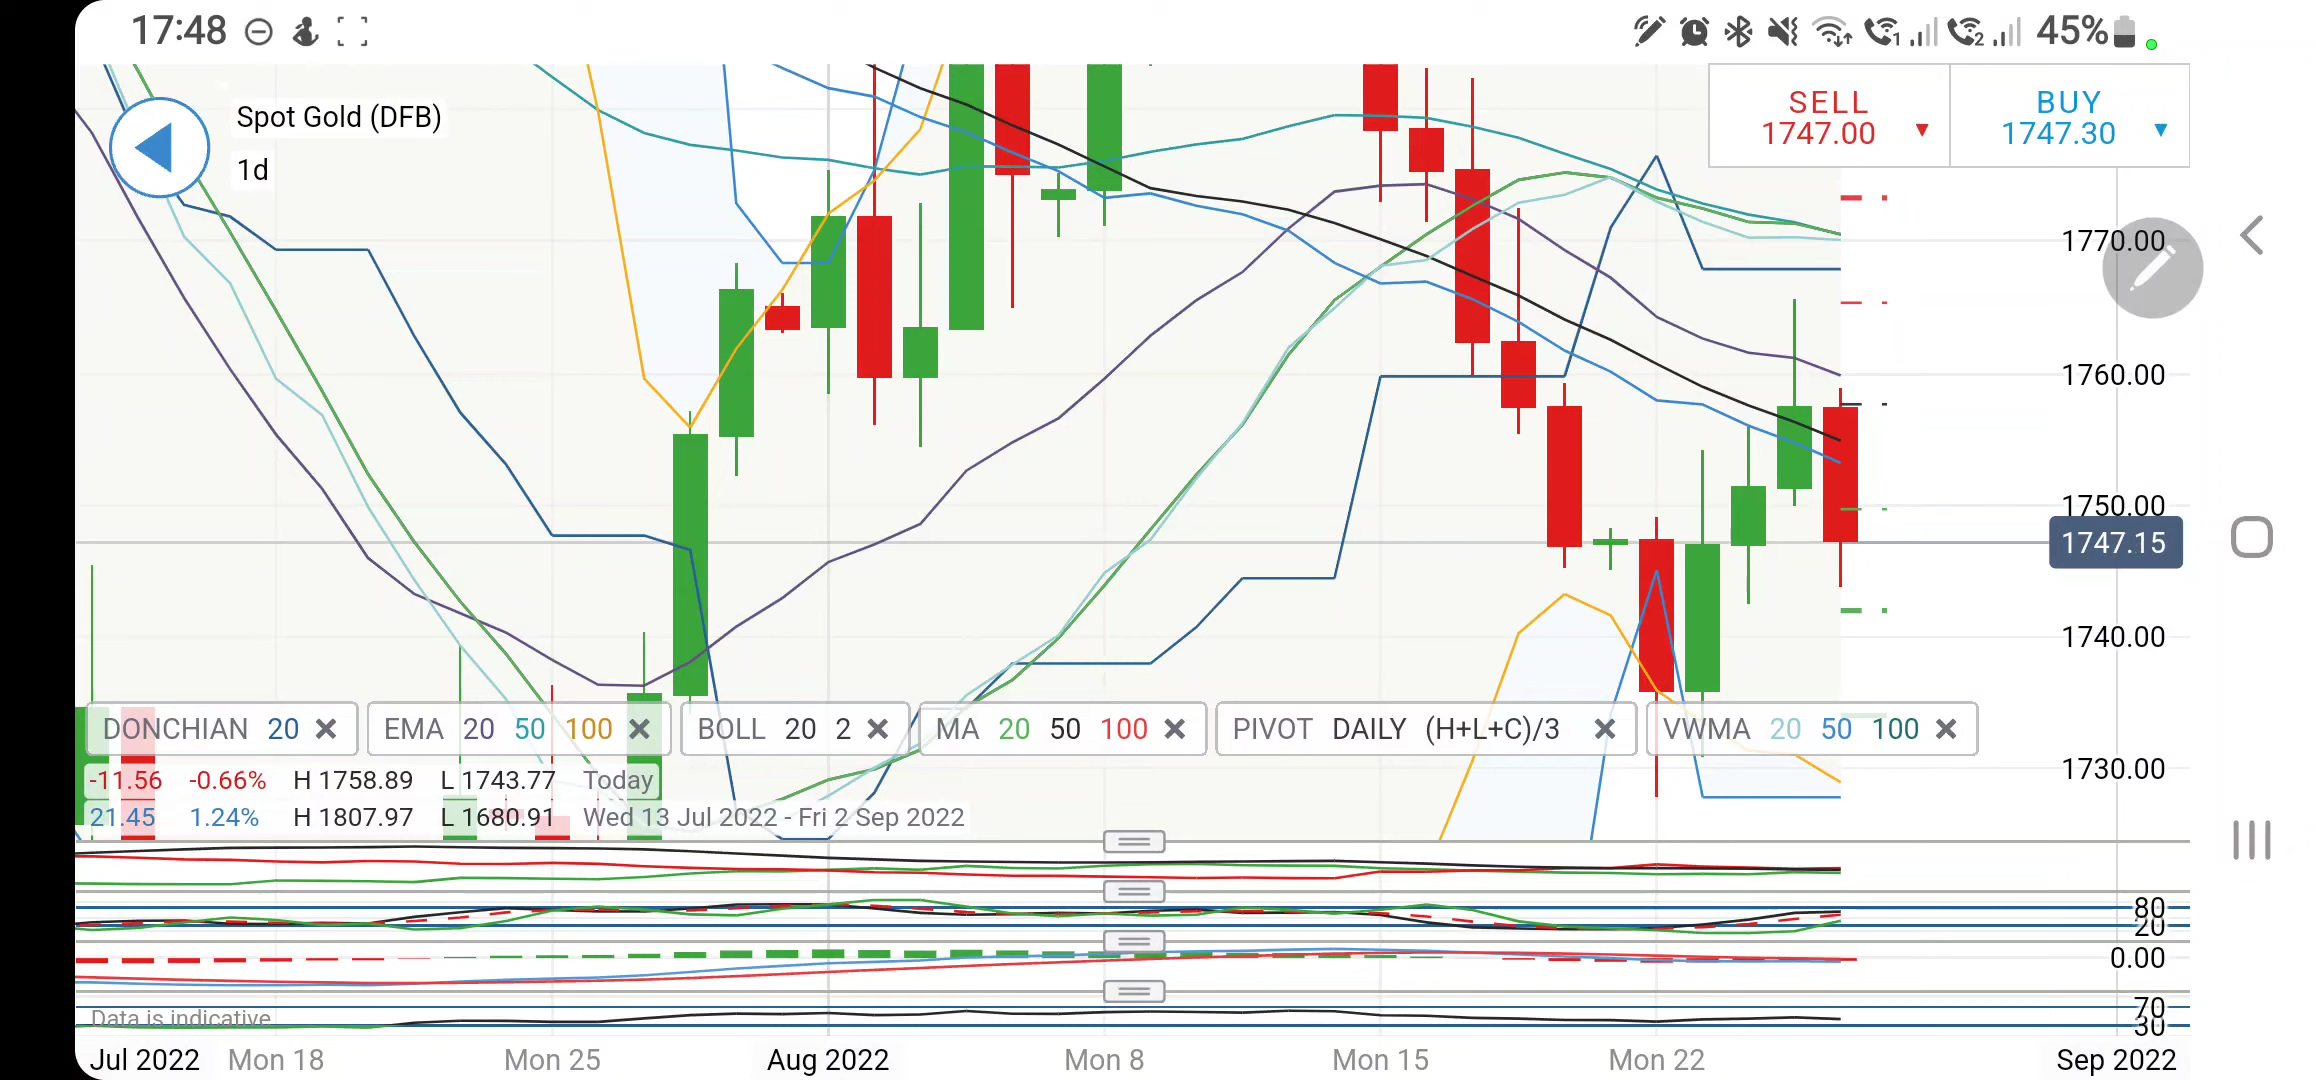 17:48
1 2 45%
Spot Gold (DFB)
1d
SELL
1747.00
BUY
1747.30
1770.00
1760.00
1750.00
1747.15
1740.00
1730.00
DONCHIAN 20
EMA 20 50 100
BOLL 20 2
MA 20 50 100
PIVOT DAILY (H+L+C)/3
VWMA 20 50 100
-11.56 -0.66% H 1758.89 L 1743.77 Today
21.45 1.24% H 1807.97 L 1680.91 Wed 13 Jul 2022 - Fri 2 Sep 2022
80
20
0.00
70
30
Data is indicative
Jul 2022 Mon 18 Mon 25 Aug 2022 Mon 8 Mon 15 Mon 22 Sep 2022